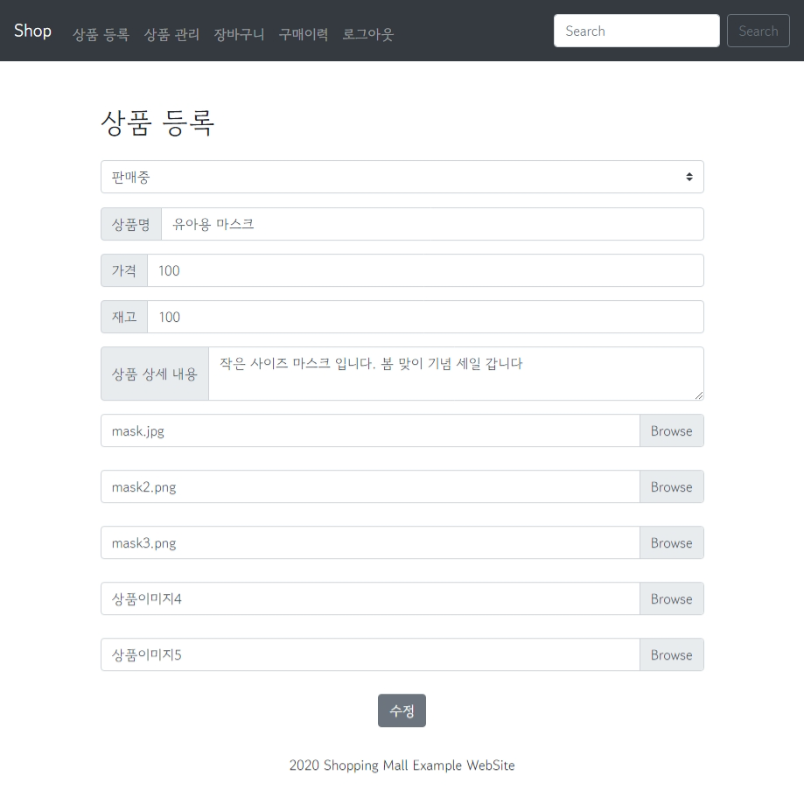 Shop 상품 등록 상품 관리 장바구니 구매이력 로그아웃 Search Search
상품 등록
판매중
상품명 유아용 마스크
가격 100
재고 100
상품 상세 내용 작은 사이즈 마스크 입니다. 봄 맞이 기념 세일 갑니다
mask.jpg Browse
mask2.png Browse
mask3.png Browse
상품이미지4 Browse
상품이미지5 Browse
수정
2020 Shopping Mall Example WebSite